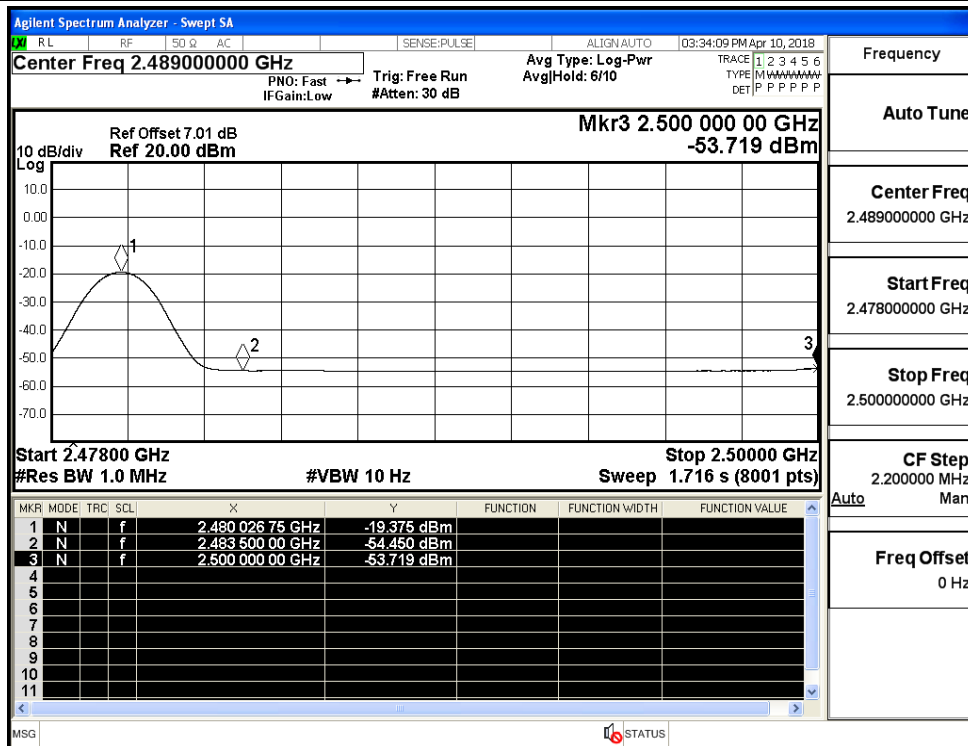 Agilent Spectrum Analyzer - Swept SA
LXI RL RF 50 Ω AC SENSE:PULSE ALIGN AUTO 03:34:09 PM Apr 10, 2018
Center Freq 2.489000000 GHz
PNO: Fast
IFGain:Low
Trig: Free Run
#Atten: 30 dB
Avg Type: Log-Pwr
Avg|Hold: 6/10
TRACE 1 2 3 4 5 6
TYPE M W W W W W
DET P P P P P P
Ref Offset 7.01 dB
10 dB/div Ref 20.00 dBm
Log
Mkr3 2.500 000 00 GHz
-53.719 dBm
10.0
0.00
-10.0
-20.0
-30.0
-40.0
-50.0
-60.0
-70.0
1
2
3
Start 2.47800 GHz Stop 2.50000 GHz
#Res BW 1.0 MHz #VBW 10 Hz Sweep 1.716 s (8001 pts)
MKR MODE TRC SCL X Y FUNCTION FUNCTION WIDTH FUNCTION VALUE
1 N f 2.480 026 75 GHz -19.375 dBm
2 N f 2.483 500 00 GHz -54.450 dBm
3 N f 2.500 000 00 GHz -53.719 dBm
4
5
6
7
8
9
10
11
MSG STATUS
Frequency
Auto Tune
Center Freq
2.489000000 GHz
Start Freq
2.478000000 GHz
Stop Freq
2.500000000 GHz
CF Step
2.200000 MHz
Auto Man
Freq Offset
0 Hz